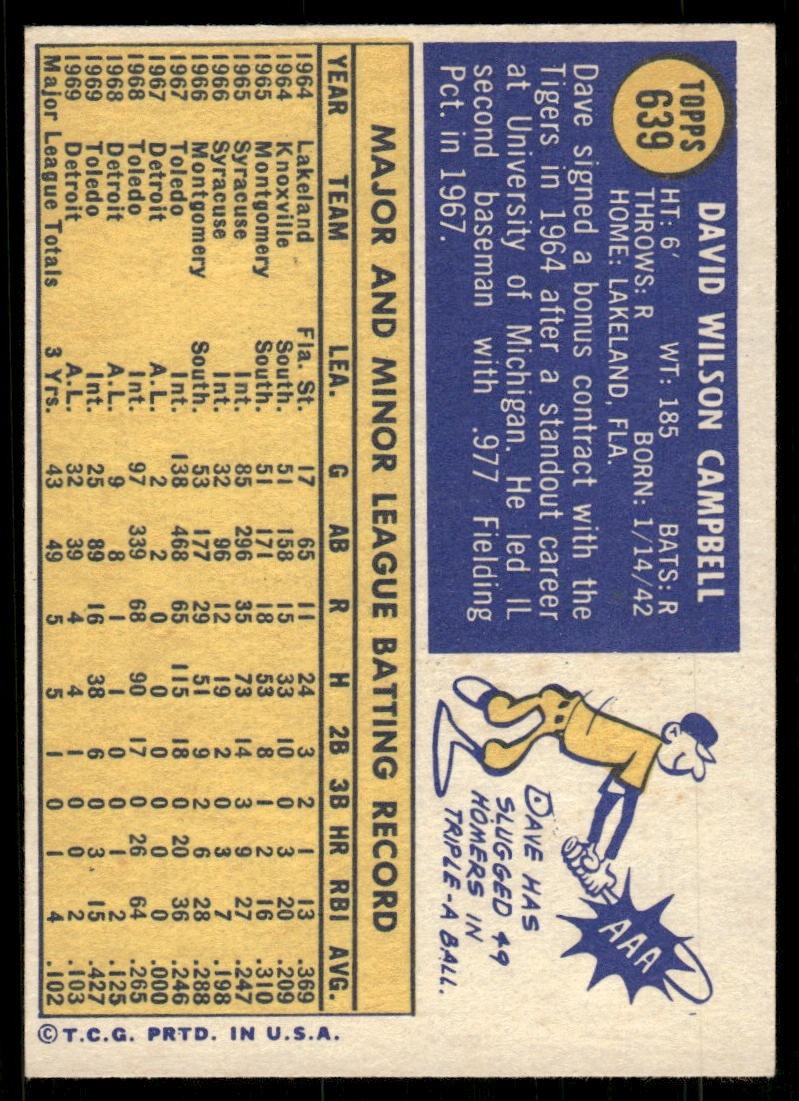 TOPPS
639
DAVID WILSON CAMPBELL
HT: 6' WT: 185 BATS: R
THROWS: R BORN: 1/14/42
HOME: LAKELAND, FLA.
Dave signed a bonus contract with the
Tigers in 1964 after a standout career
at University of Michigan. He led IL
second baseman with .977 Fielding
Pct. in 1967.
AAA
DAVE HAS
SLUGGED 49
HOMERS IN
TRIPLE-A BALL.
MAJOR AND MINOR LEAGUE BATTING RECORD
YEAR TEAM LEA. G AB R H 2B 3B HR RBI AVG.
1964 Lakeland Fla. St. 17 65 11 24 3 2 1 13 .369
1964 Knoxville South. 51 158 15 33 10 0 3 20 .209
1965 Montgomery South. 51 171 18 53 8 1 2 16 .310
1965 Syracuse Int. 85 296 35 73 14 3 9 27 .247
1966 Syracuse Int. 32 96 12 19 2 0 3 7 .198
1966 Montgomery South. 53 177 29 51 9 2 6 28 .288
1967 Toledo Int. 138 468 65 115 18 0 20 36 .246
1967 Detroit A.L. 2 2 0 0 0 0 0 0 .000
1968 Toledo Int. 97 339 68 90 17 0 26 64 .265
1968 Detroit A.L. 9 8 1 1 0 0 1 2 .125
1969 Toledo Int. 25 89 16 38 6 0 3 15 .427
1969 Detroit A.L. 32 39 4 4 1 0 0 2 .103
Major League Totals 3 Yrs. 43 49 5 5 1 0 1 4 .102
© T.C.G. PRTD. IN U.S.A.